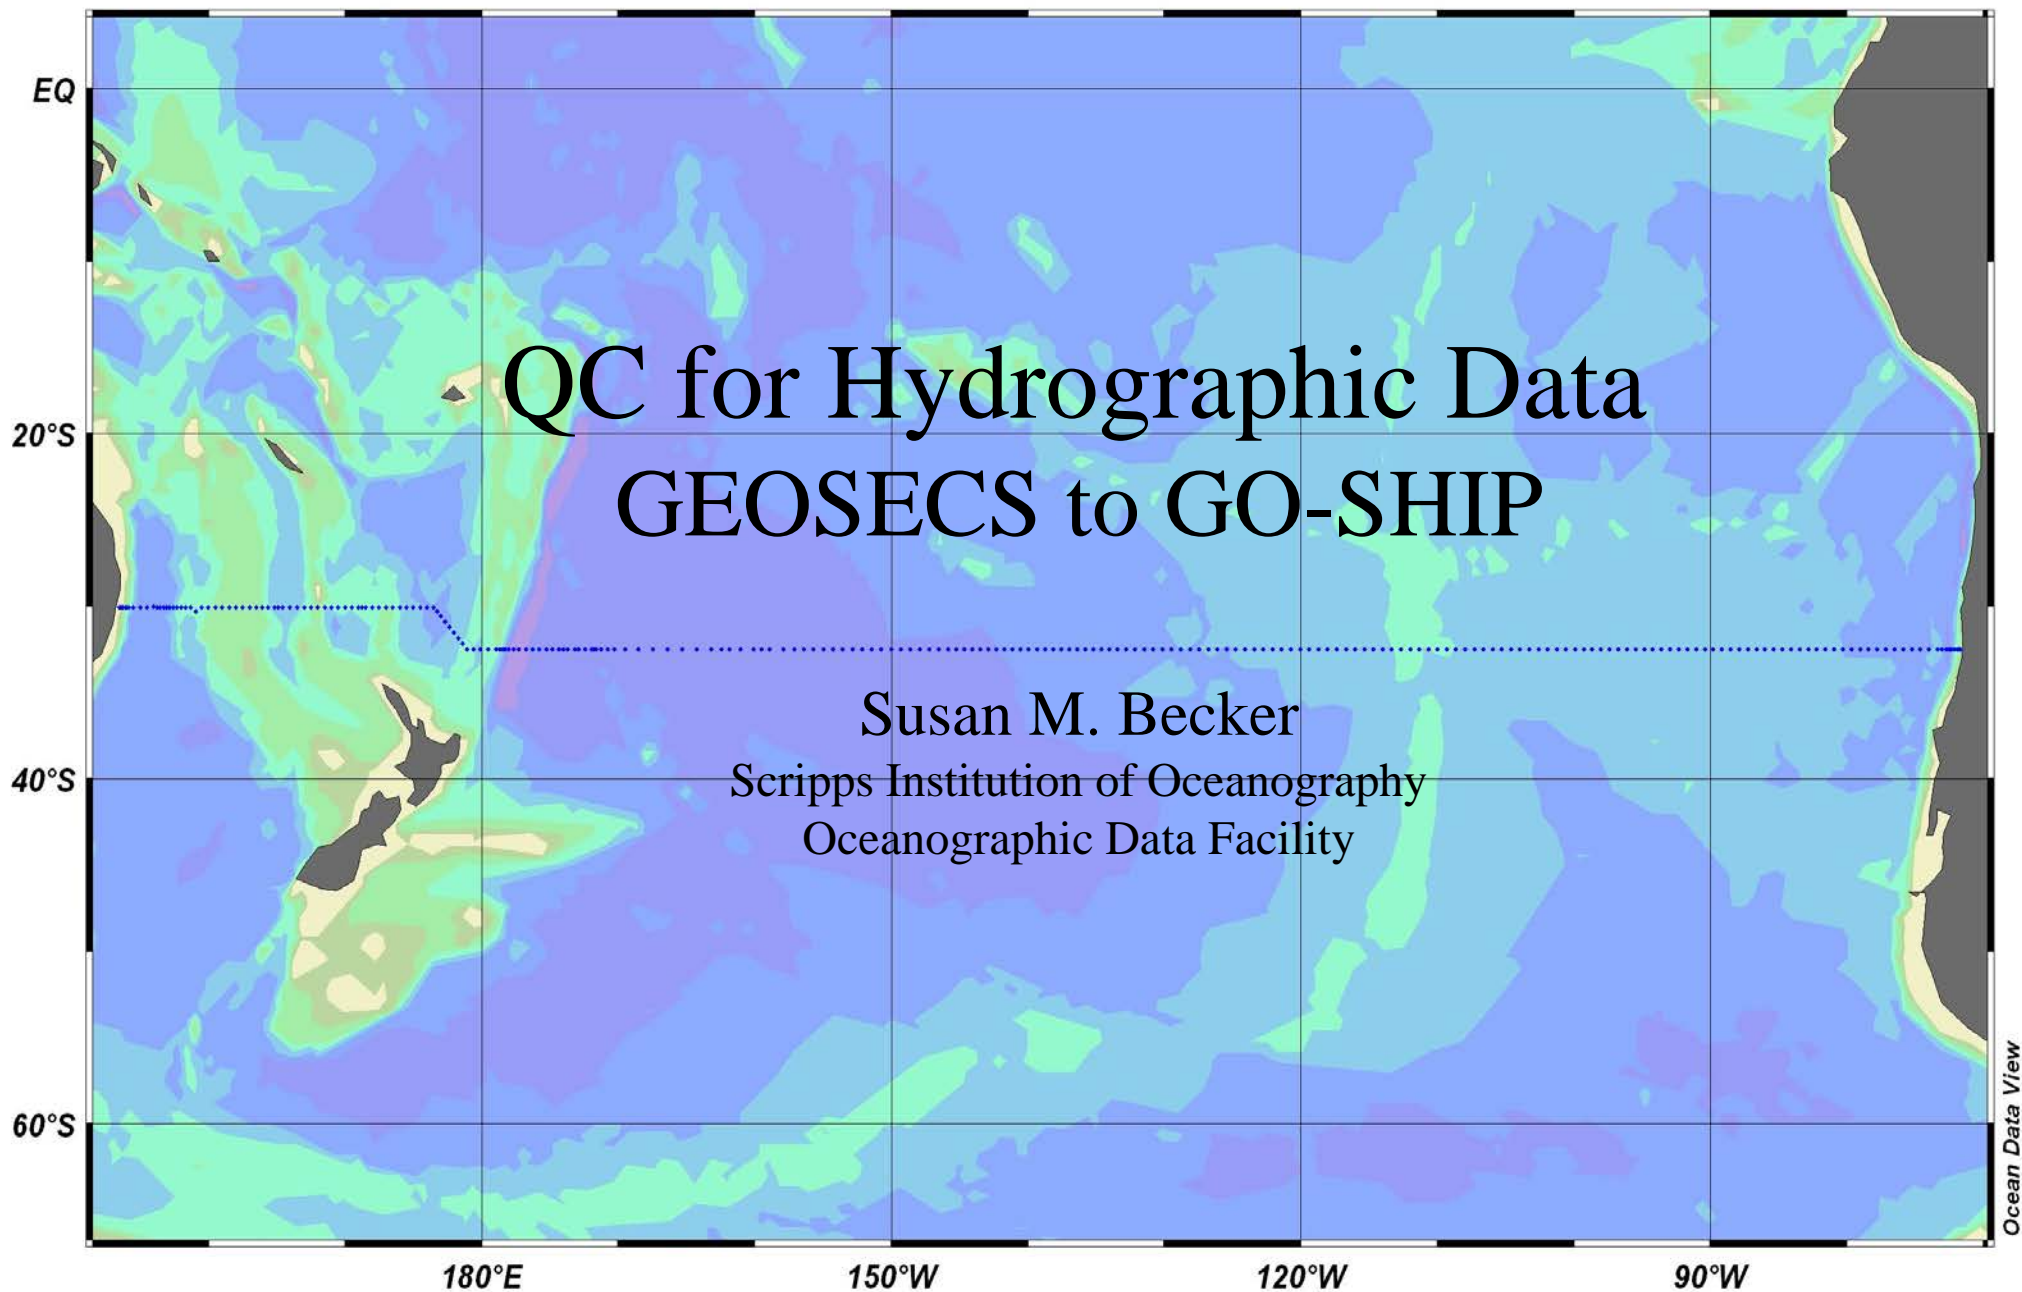 EQ
20°S
40°S
60°S
QC for Hydrographic Data
GEOSECS to GO-SHIP
Susan M. Becker
Scripps Institution of Oceanography
Oceanographic Data Facility
180°E
150°W
120°W
90°W
Ocean Data View